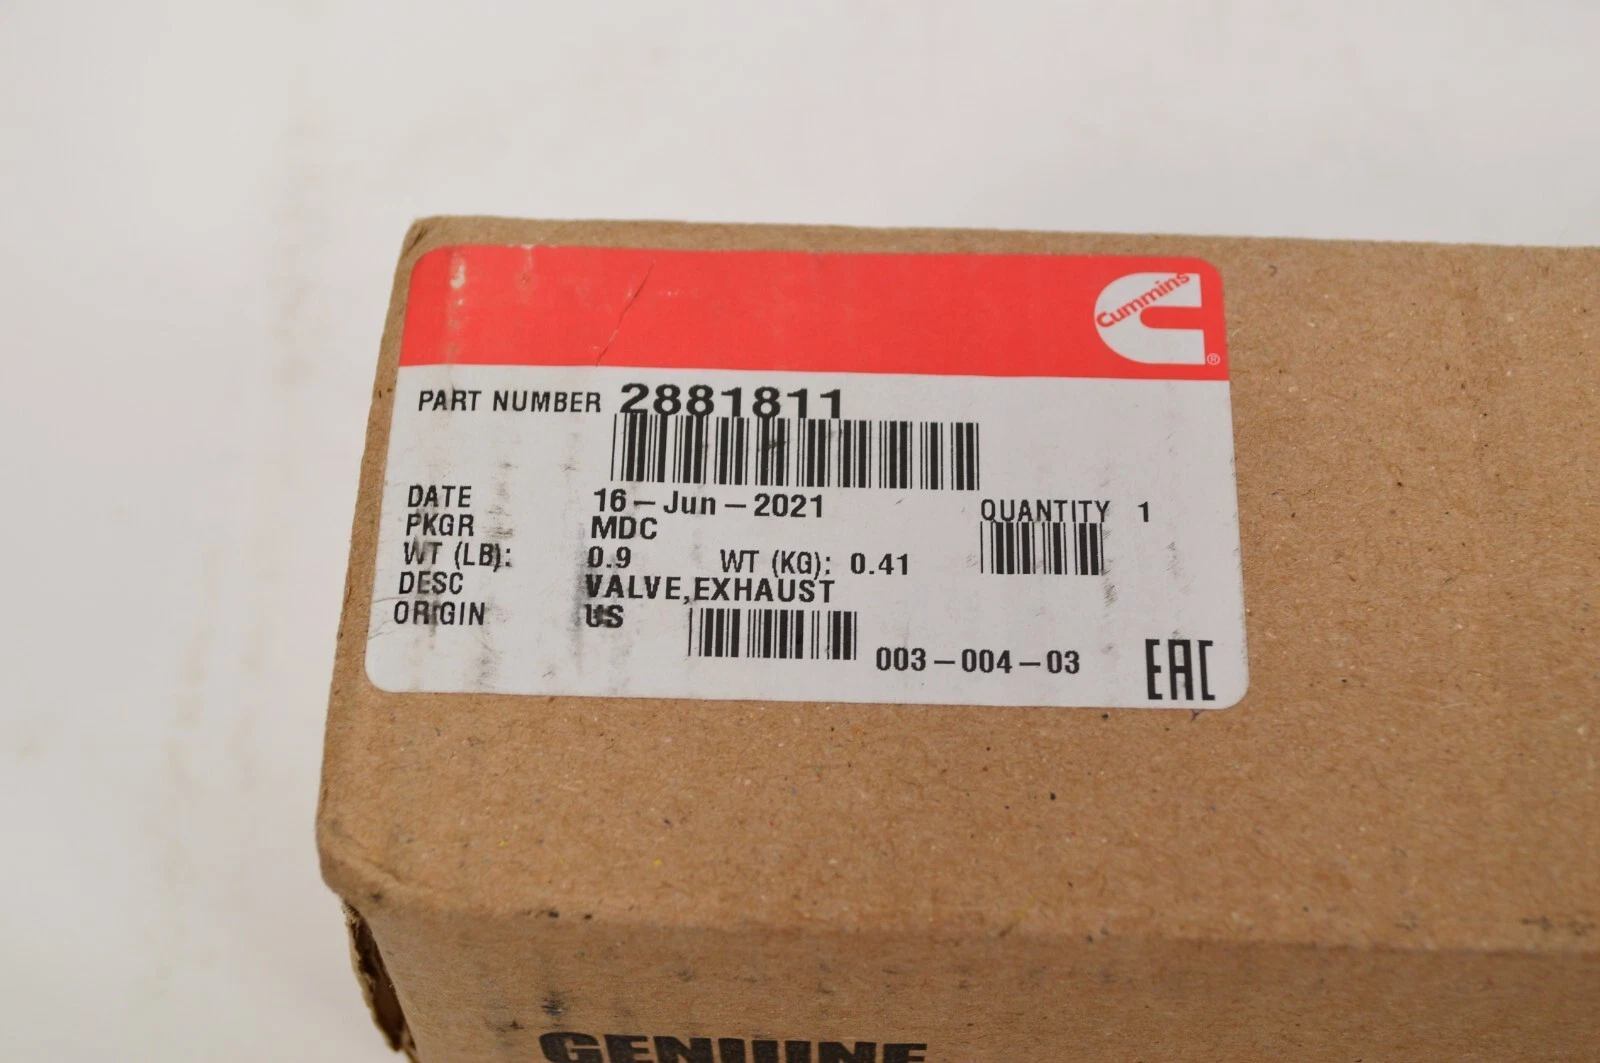 Cummins
®
PART NUMBER 2881811
DATE 16-Jun-2021 QUANTITY 1
PKGR MDC
WT (LB): 0.9 WT (KG): 0.41
DESC VALVE,EXHAUST
ORIGIN US
003-004-03
EAC
GENUINE